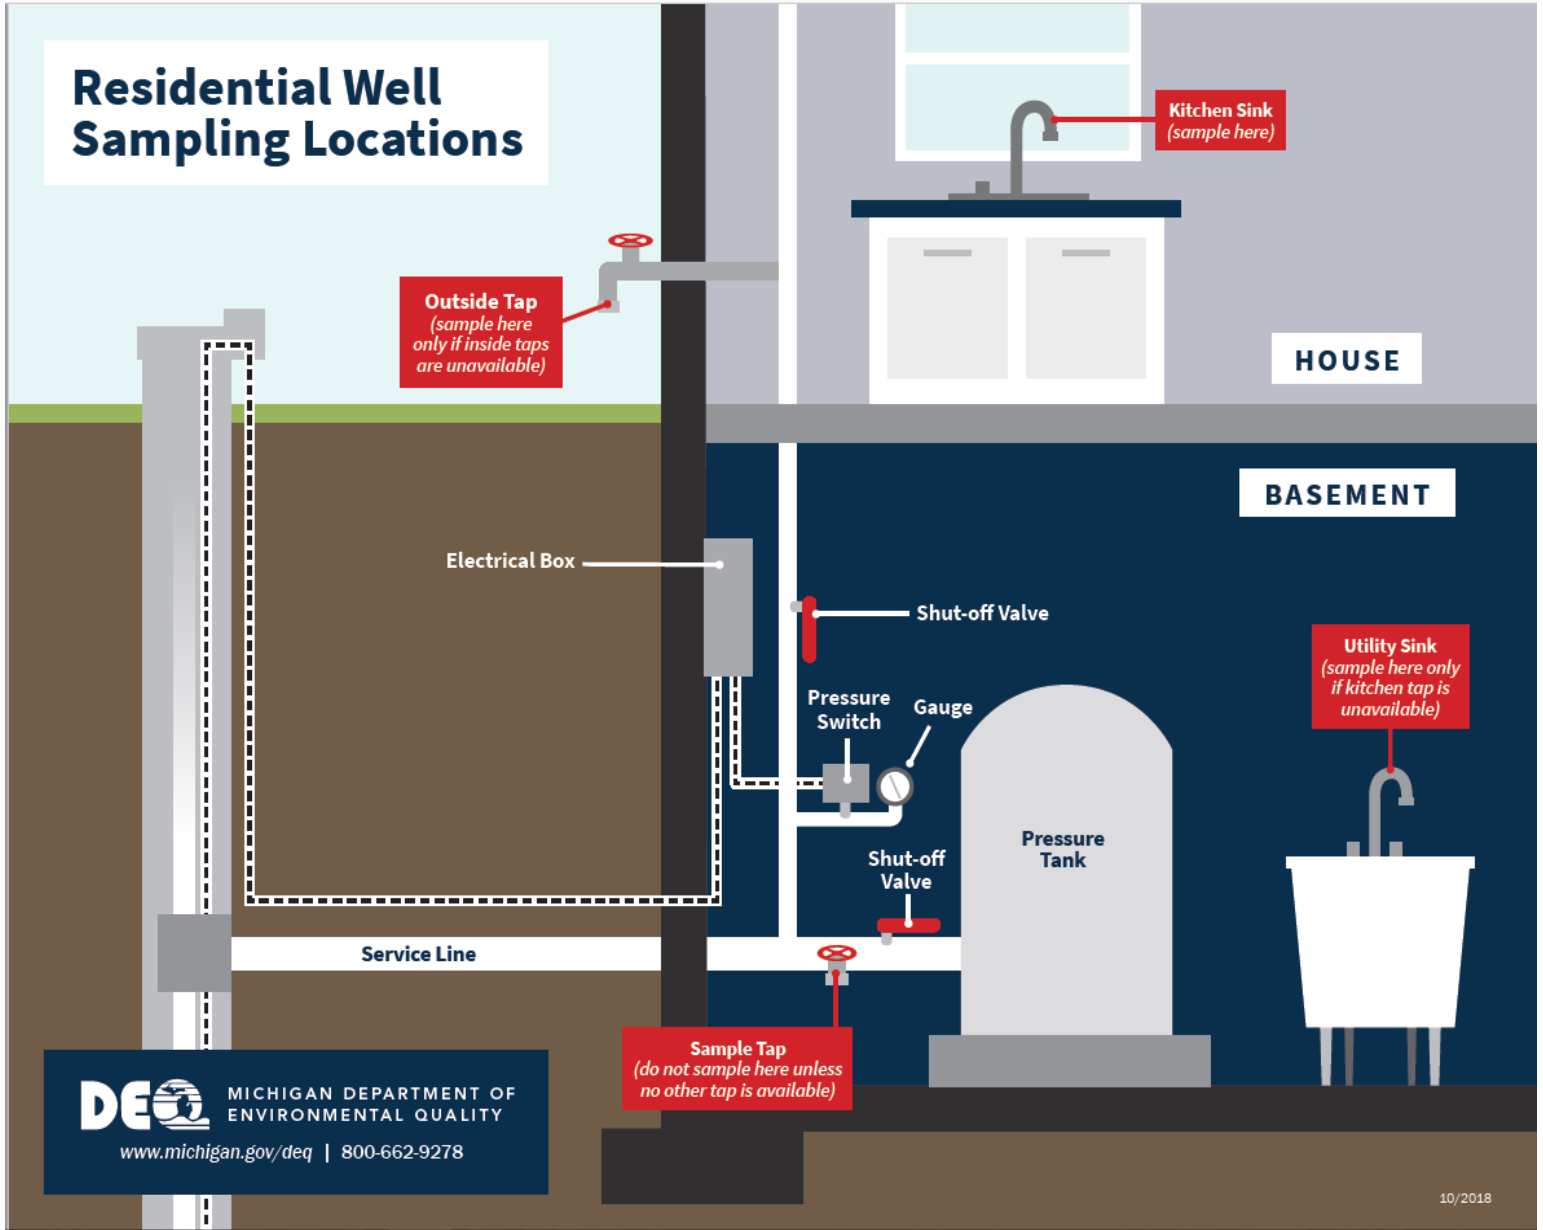 Residential Well
Sampling Locations
Kitchen Sink
(sample here)
Outside Tap
(sample here
only if inside taps
are unavailable)
HOUSE
BASEMENT
Electrical Box
Shut-off Valve
Utility Sink
(sample here only
if kitchen tap is
unavailable)
Pressure
Switch
Gauge
Pressure
Tank
Shut-off
Valve
Service Line
Sample Tap
(do not sample here unless
no other tap is available)
DEQ
MICHIGAN DEPARTMENT OF
ENVIRONMENTAL QUALITY
www.michigan.gov/deq | 800-662-9278
10/2018